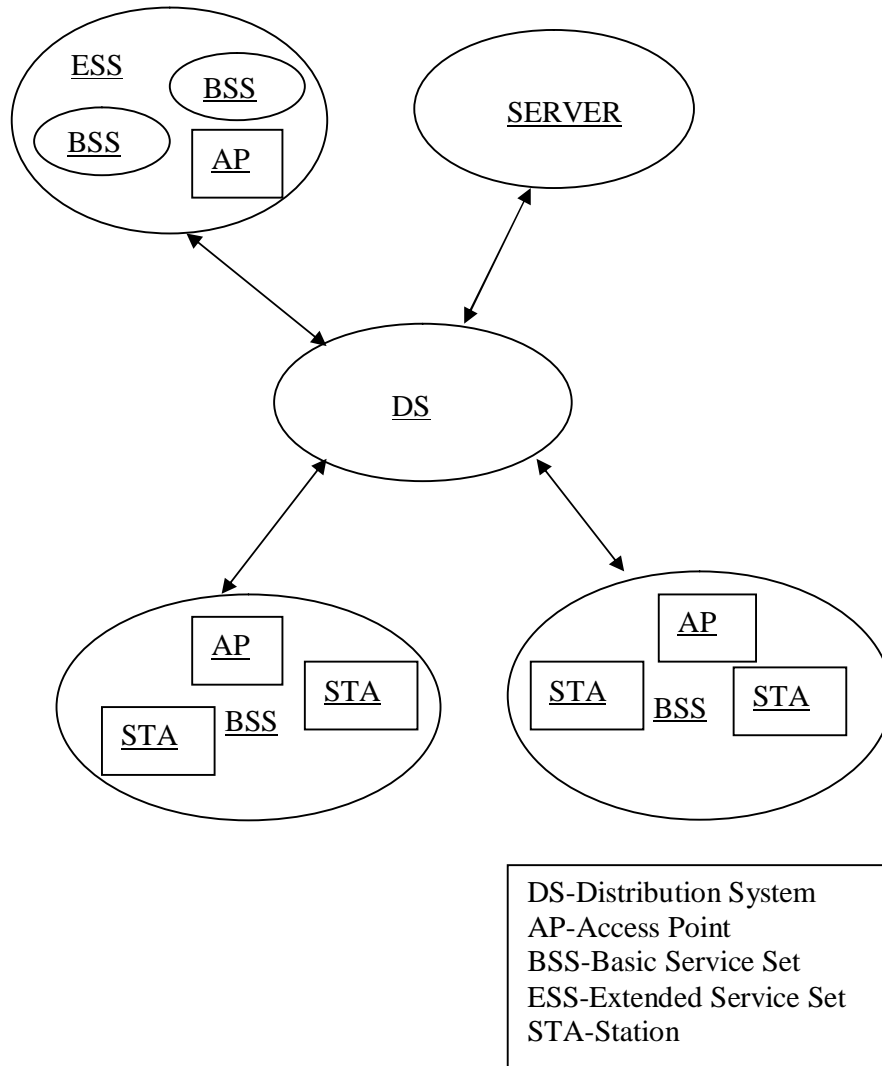 ESS
BSS
BSS
AP
SERVER
DS
AP
STA
STA
BSS
AP
STA
BSS
STA
DS-Distribution System
AP-Access Point
BSS-Basic Service Set
ESS-Extended Service Set
STA-Station